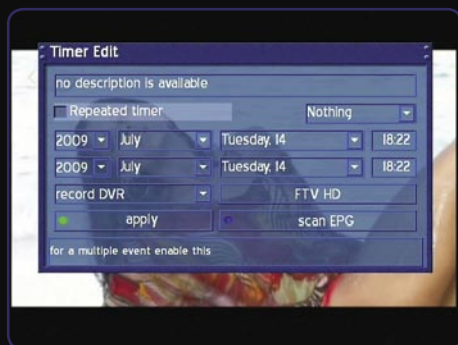 Timer Edit
no description is available
Repeated timer Nothing
2009 July Tuesday, 14 18:22
2009 July Tuesday, 14 18:22
record DVR FTV HD
apply scan EPG
for a multiple event enable this